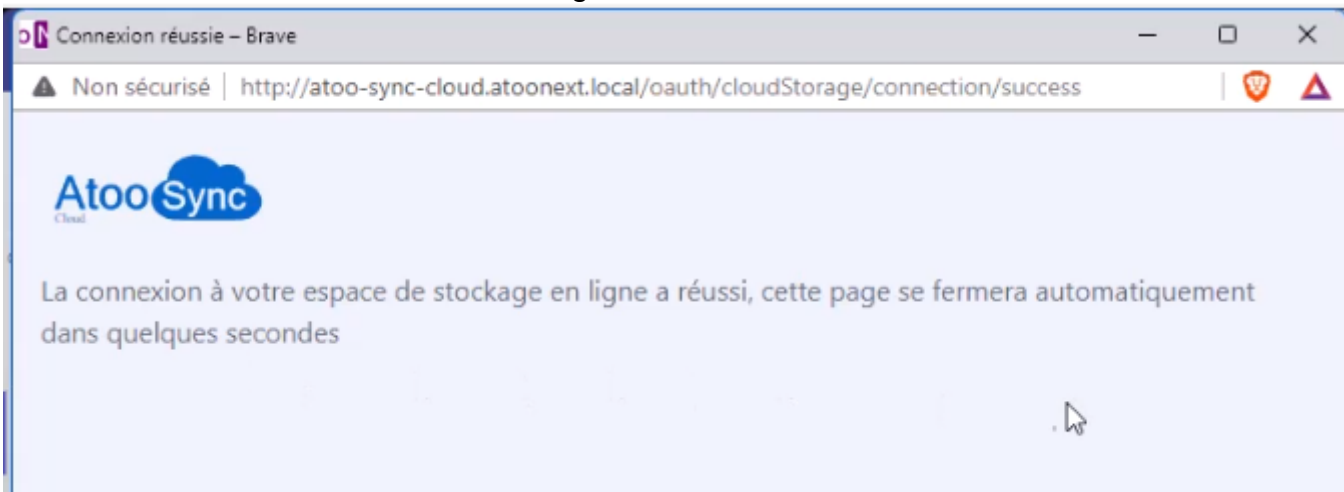 Connexion réussie – Brave
Non sécurisé | http://atoo-sync-cloud.atoonext.local/oauth/cloudStorage/connection/success
Atoo Sync
Cloud
La connexion à votre espace de stockage en ligne a réussi, cette page se fermera automatiquement
dans quelques secondes